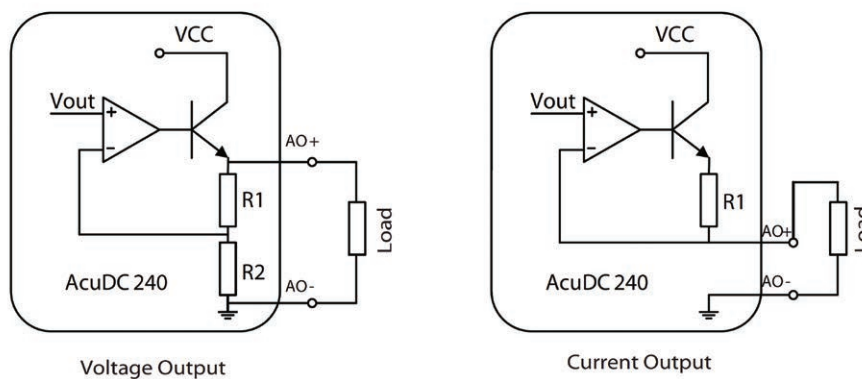 VCC
Vout
+
-
AO+
R1
R2
Load
AO-
AcuDC 240
Voltage Output
VCC
Vout
+
-
R1
AO+
Load
AO-
AcuDC 240
Current Output